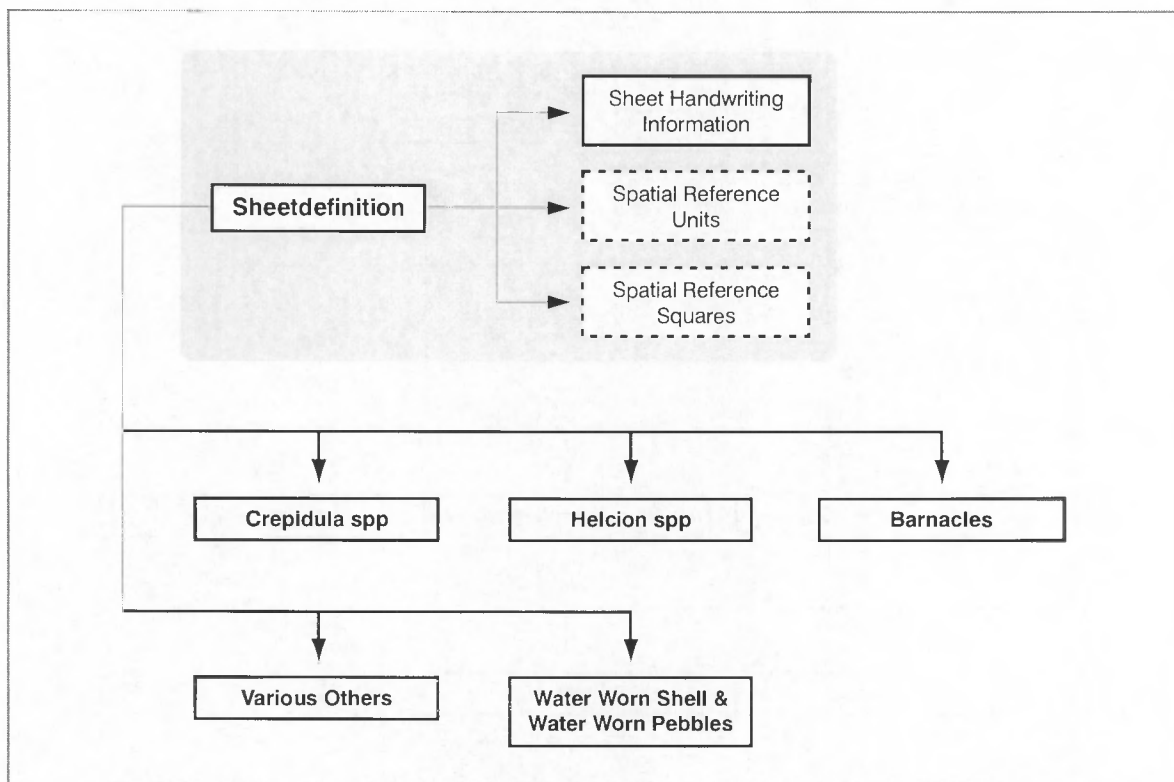 Sheet Handwriting
Information
Sheetdefinition
Spatial Reference
Units
Spatial Reference
Squares
Crepidula spp
Helcion spp
Barnacles
Various Others
Water Worn Shell &
Water Worn Pebbles